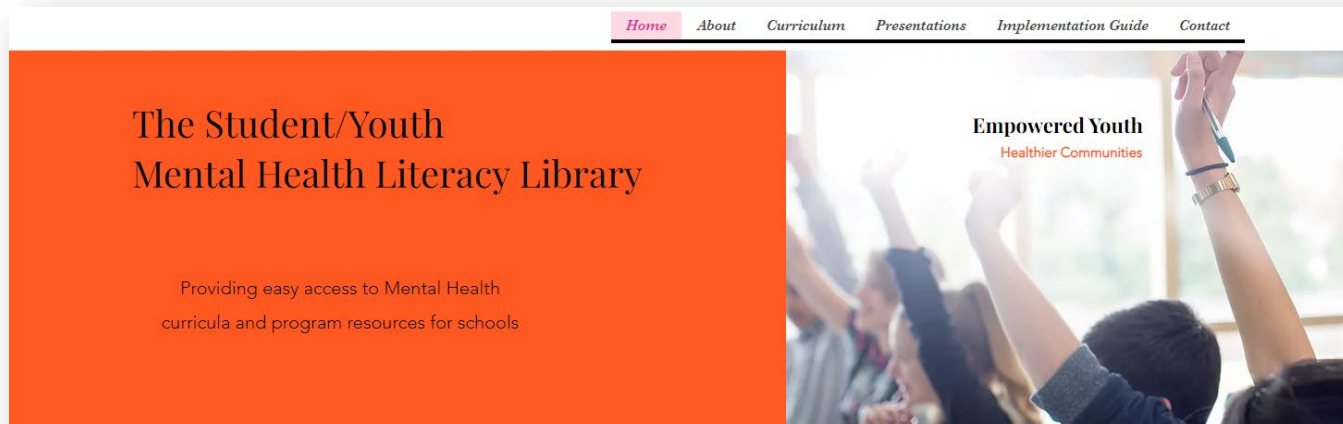 Home About Curriculum Presentations Implementation Guide Contact
The Student/Youth
Mental Health Literacy Library
Providing easy access to Mental Health
curricula and program resources for schools
Empowered Youth
Healthier Communities